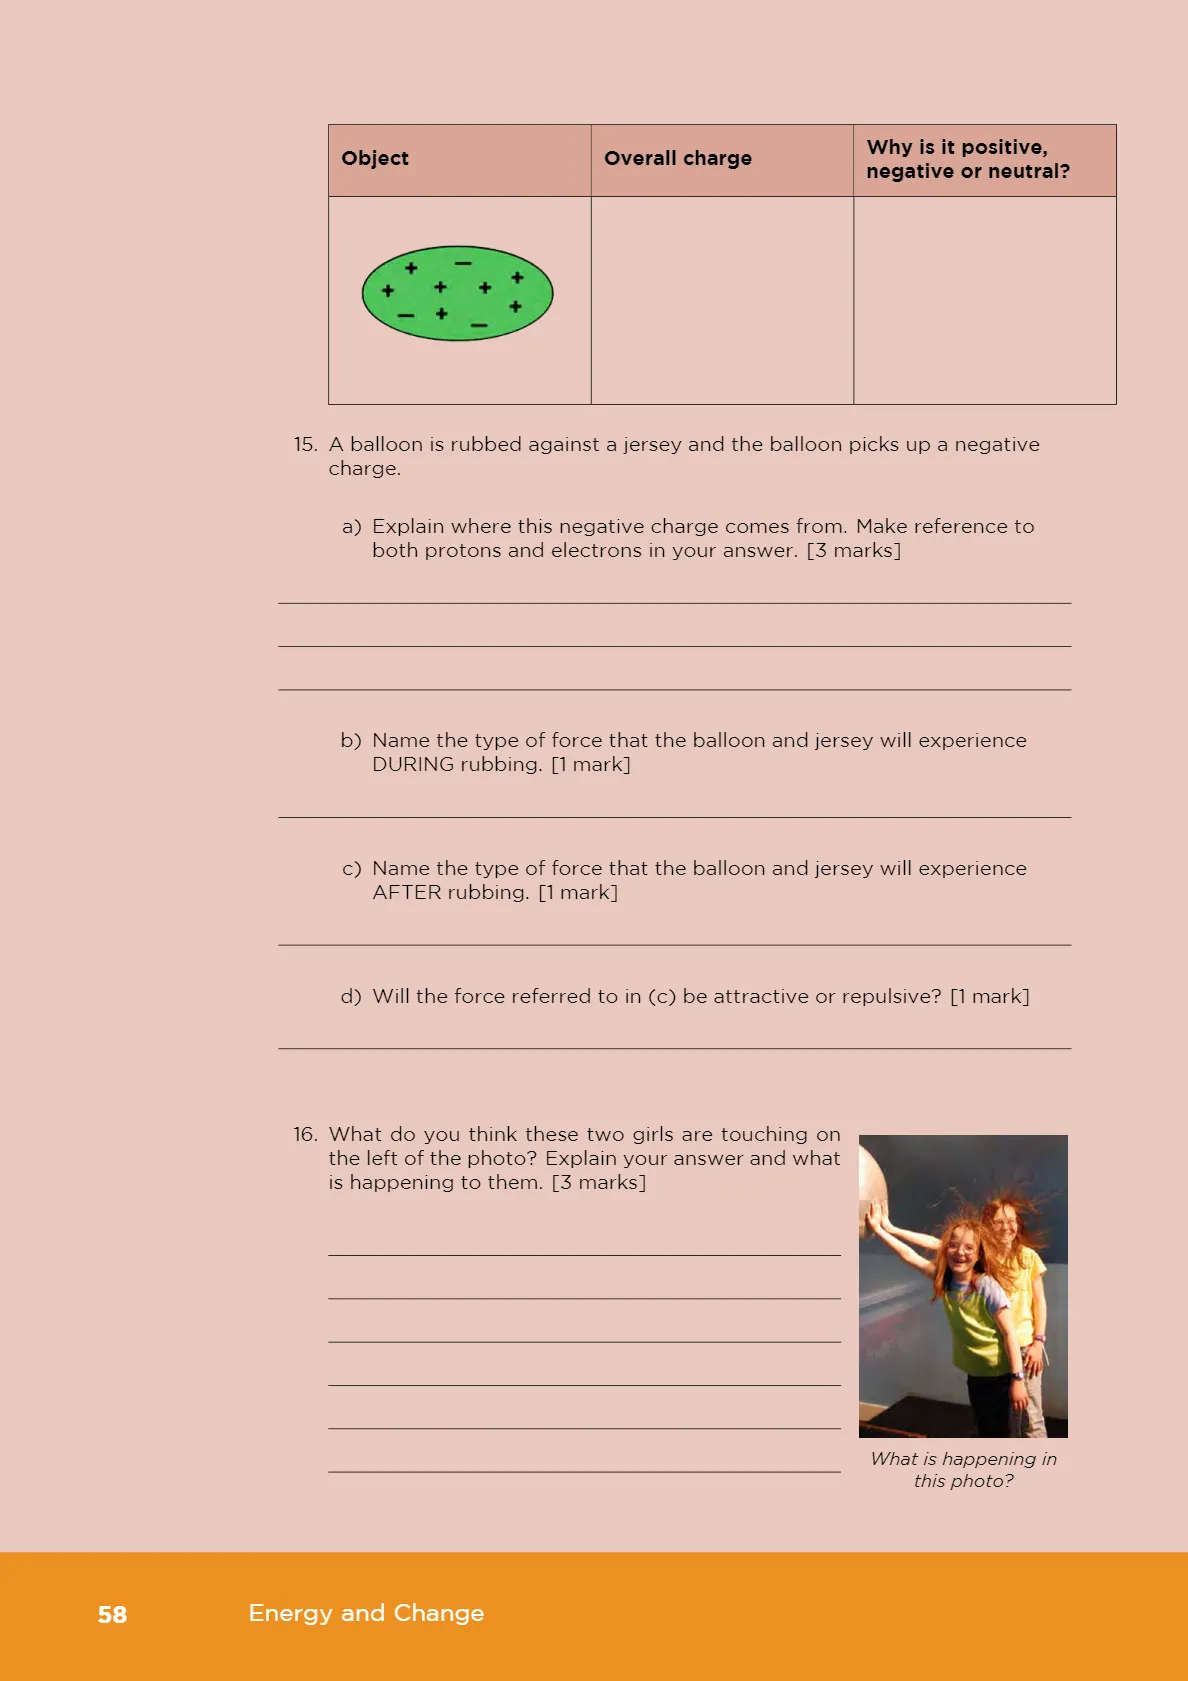 Object
Overall charge
Why is it positive,
negative or neutral?
+ − +
+ + +
− + − +
15. A balloon is rubbed against a jersey and the balloon picks up a negative
charge.
a) Explain where this negative charge comes from. Make reference to
both protons and electrons in your answer. [3 marks]
b) Name the type of force that the balloon and jersey will experience
DURING rubbing. [1 mark]
c) Name the type of force that the balloon and jersey will experience
AFTER rubbing. [1 mark]
d) Will the force referred to in (c) be attractive or repulsive? [1 mark]
16. What do you think these two girls are touching on
the left of the photo? Explain your answer and what
is happening to them. [3 marks]
What is happening in
this photo?
58 Energy and Change